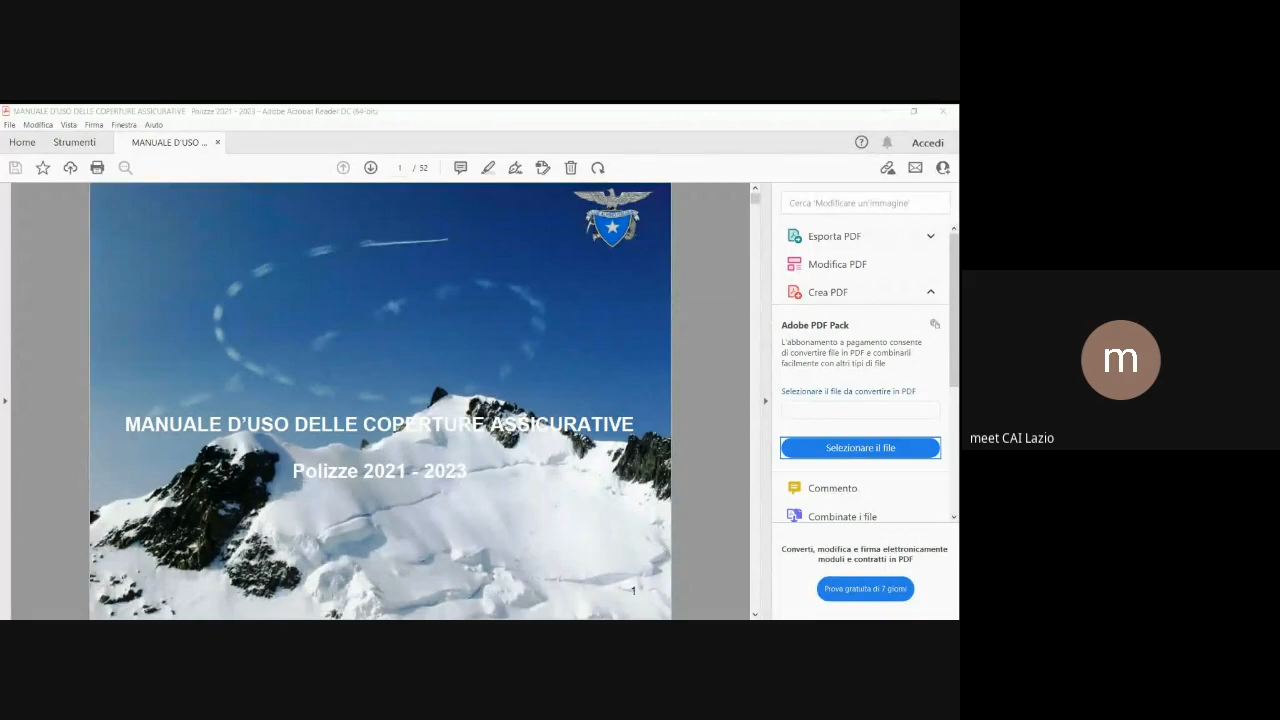 MANUALE D'USO DELLE COPERTURE ASSICURATIVE Polizze 2021 - 2023 - Adobe Acrobat Reader DC (64-bit)
File Modifica Vista Firma Finestra Aiuto
Home Strumenti MANUALE D'USO ... × Accedi
1 / 52
Cerca 'Modificare un'immagine'
Esporta PDF
Modifica PDF
Crea PDF
Adobe PDF Pack
L'abbonamento a pagamento consente
di convertire file in PDF e combinarli
facilmente con altri tipi di file
Selezionare il file da convertire in PDF
Selezionare il file
Commento
Combinate i file
Converti, modifica e firma elettronicamente
moduli e contratti in PDF
Prova gratuita di 7 giorni
MANUALE D’USO DELLE COPERTURE ASSICURATIVE
Polizze 2021 - 2023
1
m
meet CAI Lazio